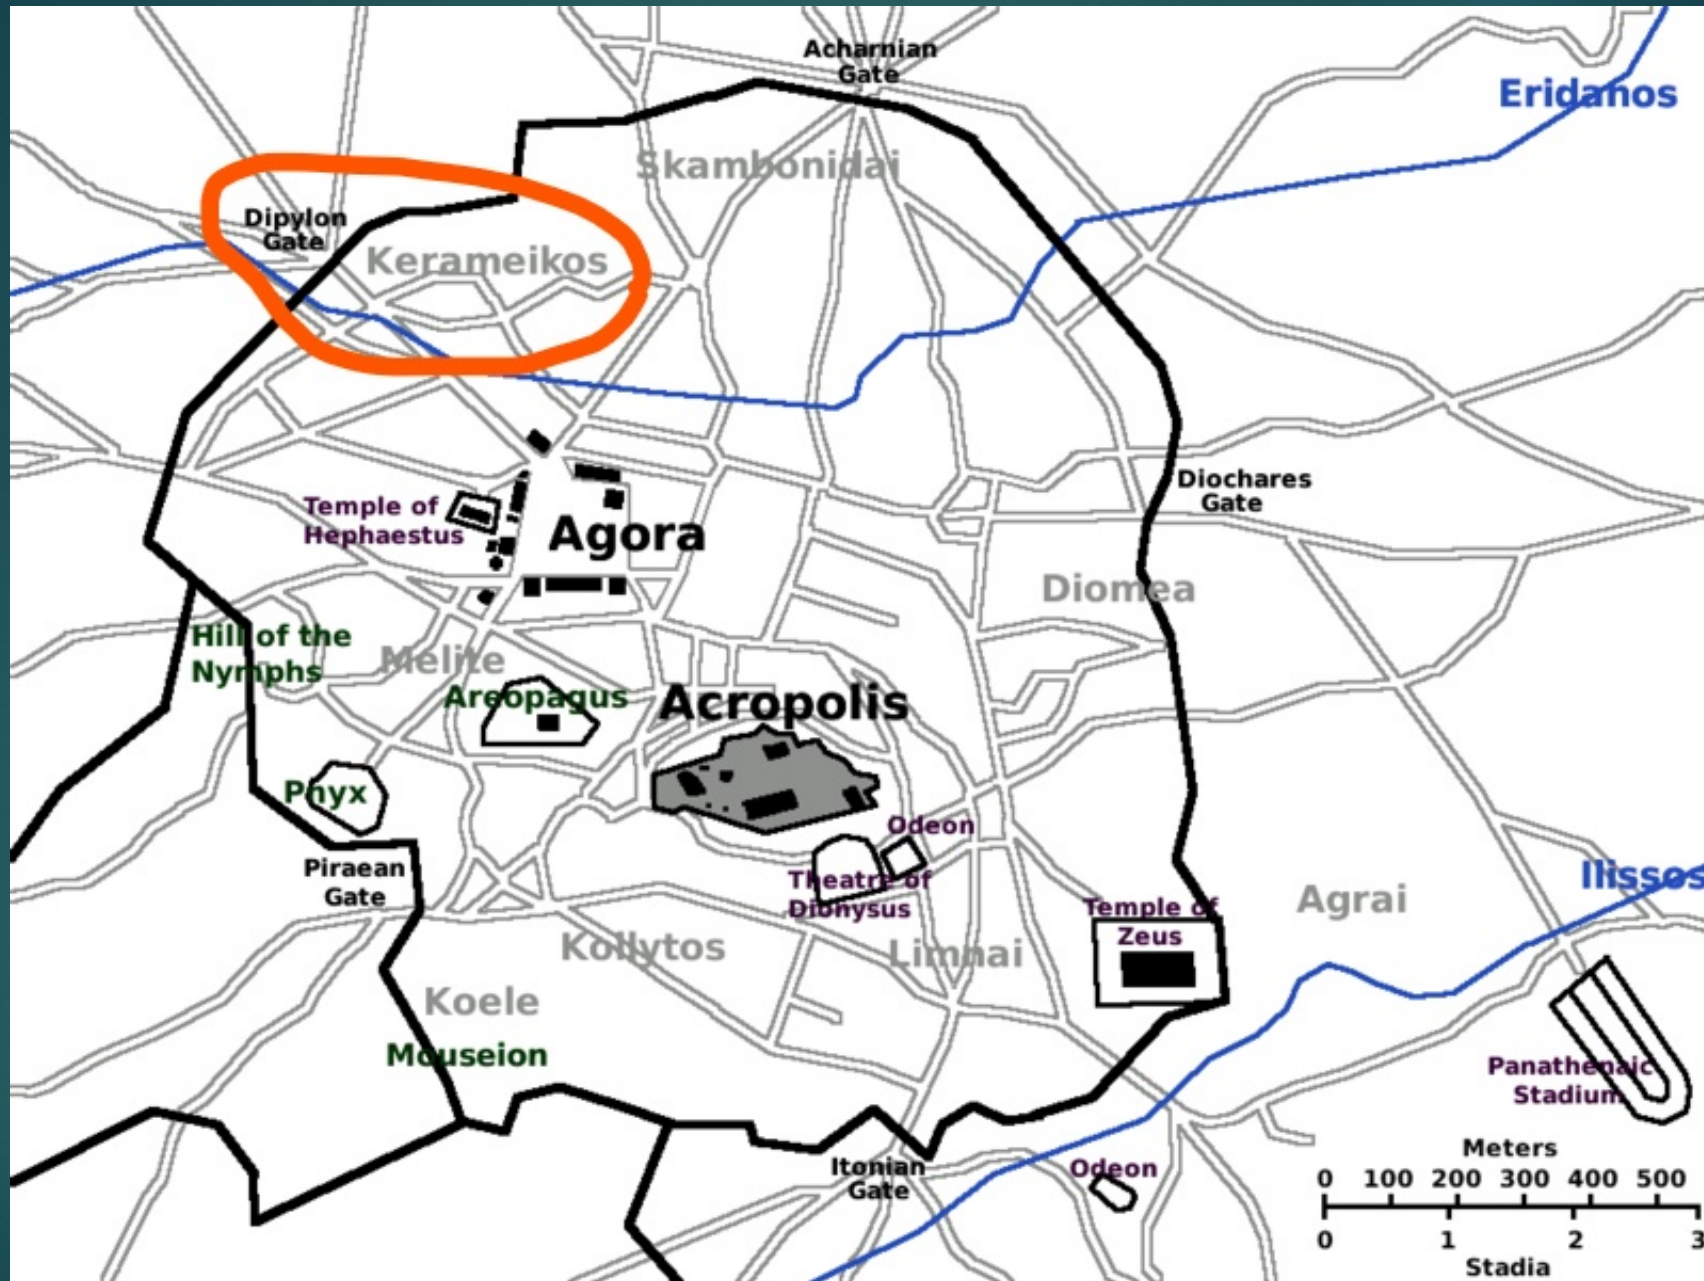 Acharnian
Gate
Eridanos
Skambonidai
Dipylon
Gate
Kerameikos
Diochares
Gate
Temple of
Hephaestus
Agora
Diomea
Hill of the
Nymphs
Melite
Areopagus
Acropolis
Pnyx
Odeon
Piraean
Gate
Theatre of
Dionysus
Ilissos
Agrai
Temple of
Zeus
Kollytos
Limnai
Koele
Mouseion
Panathenaic
Stadium
Itonian
Gate
Odeon
Meters
0 100 200 300 400 500
0 1 2 3
Stadia